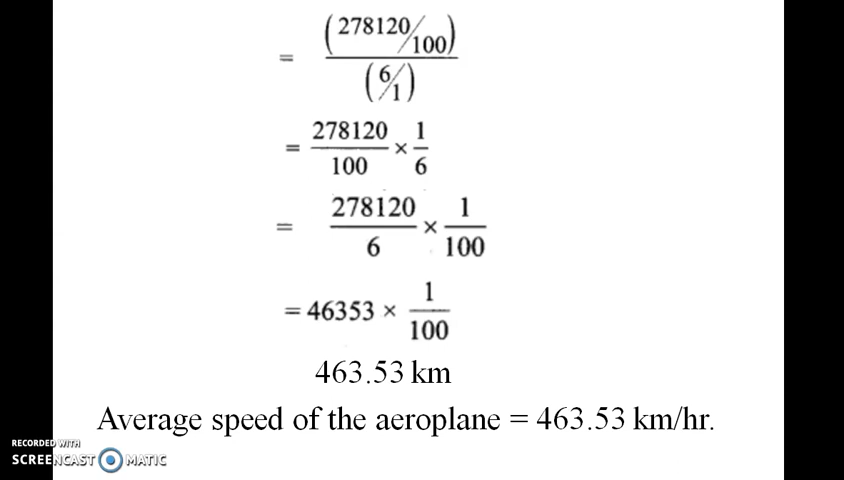 = (278120/100) / (6/1)
= 278120/100 × 1/6
= 278120/6 × 1/100
= 46353 × 1/100
463.53 km
Average speed of the aeroplane = 463.53 km/hr.
RECORDED WITH
SCREENCAST MATIC